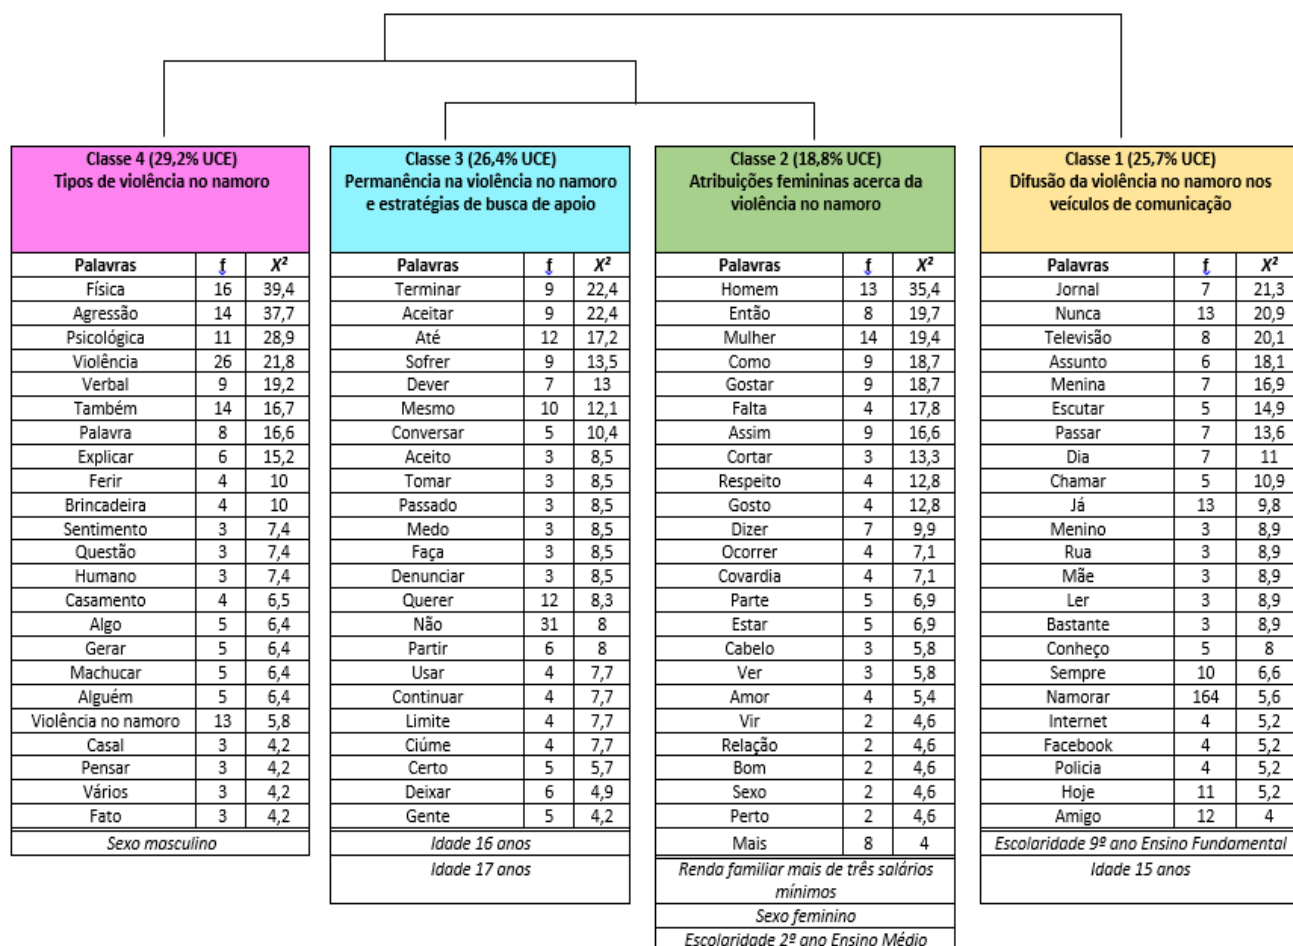 Classe 4 (29,2% UCE)
Tipos de violência no namoro
Palavras f X²
Física 16 39,4
Agressão 14 37,7
Psicológica 11 28,9
Violência 26 21,8
Verbal 9 19,2
Também 14 16,7
Palavra 8 16,6
Explicar 6 15,2
Ferir 4 10
Brincadeira 4 10
Sentimento 3 7,4
Questão 3 7,4
Humano 3 7,4
Casamento 4 6,5
Algo 5 6,4
Gerar 5 6,4
Machucar 5 6,4
Alguém 5 6,4
Violência no namoro 13 5,8
Casal 3 4,2
Pensar 3 4,2
Vários 3 4,2
Fato 3 4,2
Sexo masculino
Classe 3 (26,4% UCE)
Permanência na violência no namoro
e estratégias de busca de apoio
Palavras f X²
Terminar 9 22,4
Aceitar 9 22,4
Até 12 17,2
Sofrer 9 13,5
Dever 7 13
Mesmo 10 12,1
Conversar 5 10,4
Aceito 3 8,5
Tomar 3 8,5
Passado 3 8,5
Medo 3 8,5
Faça 3 8,5
Denunciar 3 8,5
Querer 12 8,3
Não 31 8
Partir 6 8
Usar 4 7,7
Continuar 4 7,7
Limite 4 7,7
Ciúme 4 7,7
Certo 5 5,7
Deixar 6 4,9
Gente 5 4,2
Idade 16 anos
Idade 17 anos
Classe 2 (18,8% UCE)
Atribuições femininas acerca da
violência no namoro
Palavras f X²
Homem 13 35,4
Então 8 19,7
Mulher 14 19,4
Como 9 18,7
Gostar 9 18,7
Falta 4 17,8
Assim 9 16,6
Cortar 3 13,3
Respeito 4 12,8
Gosto 4 12,8
Dizer 7 9,9
Ocorrer 4 7,1
Covardia 4 7,1
Parte 5 6,9
Estar 5 6,9
Cabelo 3 5,8
Ver 3 5,8
Amor 4 5,4
Vir 2 4,6
Relação 2 4,6
Bom 2 4,6
Sexo 2 4,6
Perto 2 4,6
Mais 8 4
Renda familiar mais de três salários
mínimos
Sexo feminino
Escolaridade 2º ano Ensino Médio
Classe 1 (25,7% UCE)
Difusão da violência no namoro nos
veículos de comunicação
Palavras f X²
Jornal 7 21,3
Nunca 13 20,9
Televisão 8 20,1
Assunto 6 18,1
Menina 7 16,9
Escutar 5 14,9
Passar 7 13,6
Dia 7 11
Chamar 5 10,9
Já 13 9,8
Menino 3 8,9
Rua 3 8,9
Mãe 3 8,9
Ler 3 8,9
Bastante 3 8,9
Conheço 5 8
Sempre 10 6,6
Namorar 164 5,6
Internet 4 5,2
Facebook 4 5,2
Policia 4 5,2
Hoje 11 5,2
Amigo 12 4
Escolaridade 9º ano Ensino Fundamental
Idade 15 anos